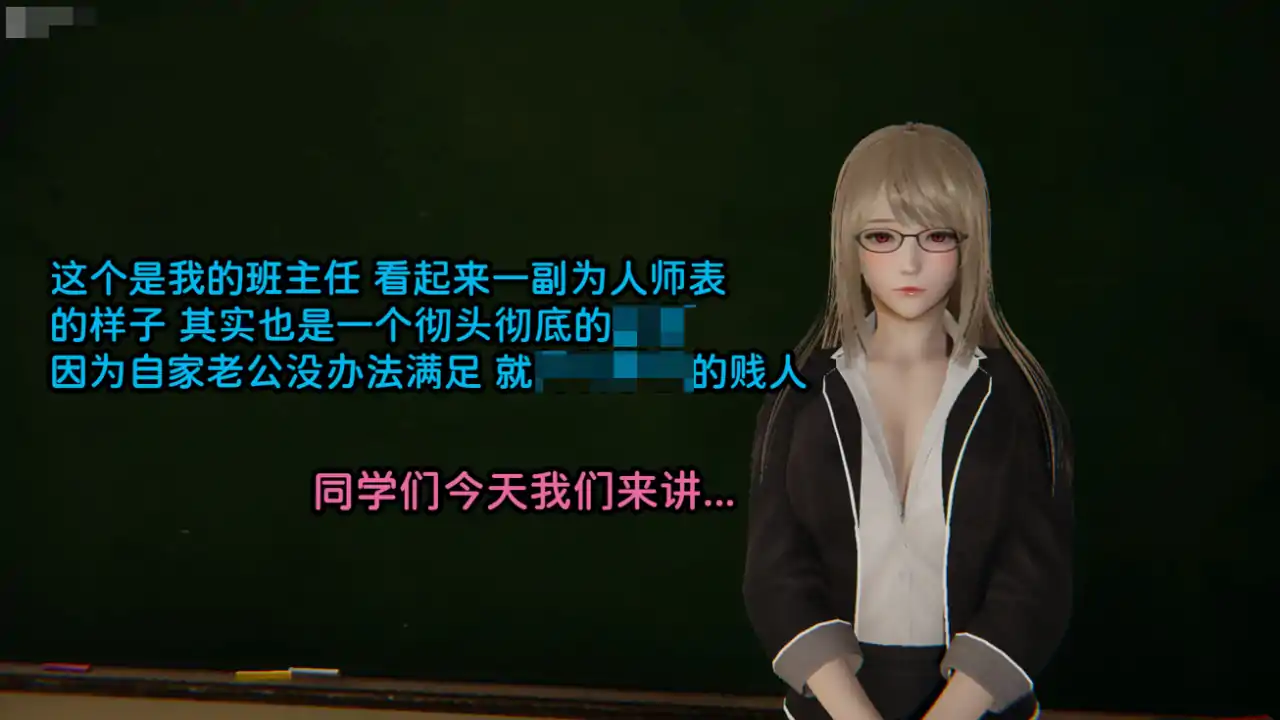 这个是我的班主任 看起来一副为人师表
的样子 其实也是一个彻头彻底的
因为自家老公没办法满足 就 的贱人
同学们今天我们来讲...